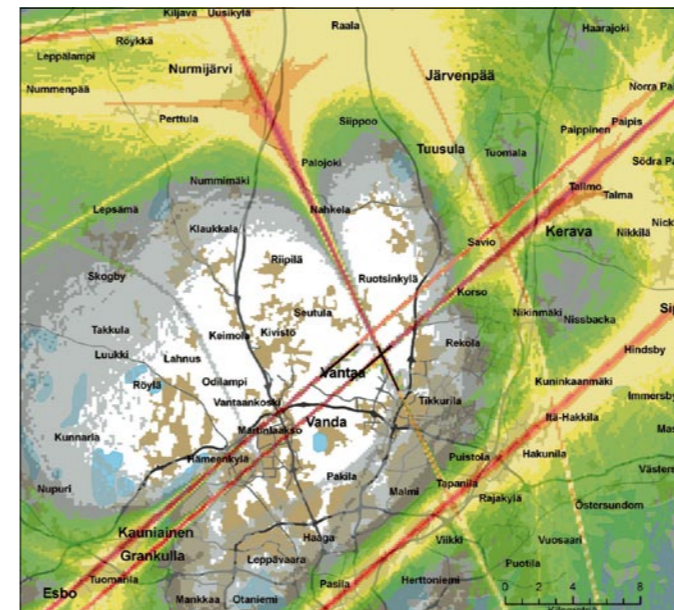 Kiljava Uusikylä
Raala
Haarajoki
Röykkä
Leppälampi
Nurmijärvi
Järvenpää
Nummenpää
Norra Pa
Perttula
Siippoo
Paippinen Paipis
Tuusula
Tuomala
Palojoki
Södra Pa
Nummimäki
Talmo
Talma
Lepsämä
Nahkela
Nick
Klaukkala
Kerava
Nikkilä
Savio
Riipilä
Skogby
Ruotsinkylä
Korso
Seutula
Nikinmäki
Sip
Takkula
Keimola
Kivistö
Nissbacka
Luukki
Rekola
Lahnus
Hindsby
Vantaa
Röylä
Odilampi
Kuninkaanmäki
Tikkurila
Immersby
Vantaankoski
Itä-Hakkila
Kunnarla
Martinlaakso
Vanda
Mas
Hämeenkylä
Puistola
Hakunila
Västers
Nupuri
Pakila
Malmi
Tapanila
Rajakylä
Östersundom
Kauniainen
Haaga
Viikki
Vuosaari
Grankulla
Leppävaara
Puotila
Tuomarila
Esbo
Pasila
Herttoniemi
0 2 4 8
Mankkaa
Otaniemi